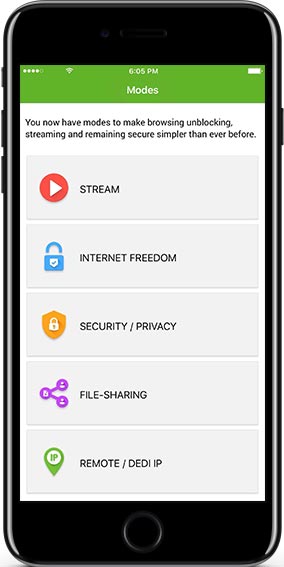 6:05 PM
Modes
You now have modes to make browsing unblocking,
streaming and remaining secure simpler than ever before.
STREAM
INTERNET FREEDOM
SECURITY / PRIVACY
FILE-SHARING
IP
REMOTE / DEDI IP